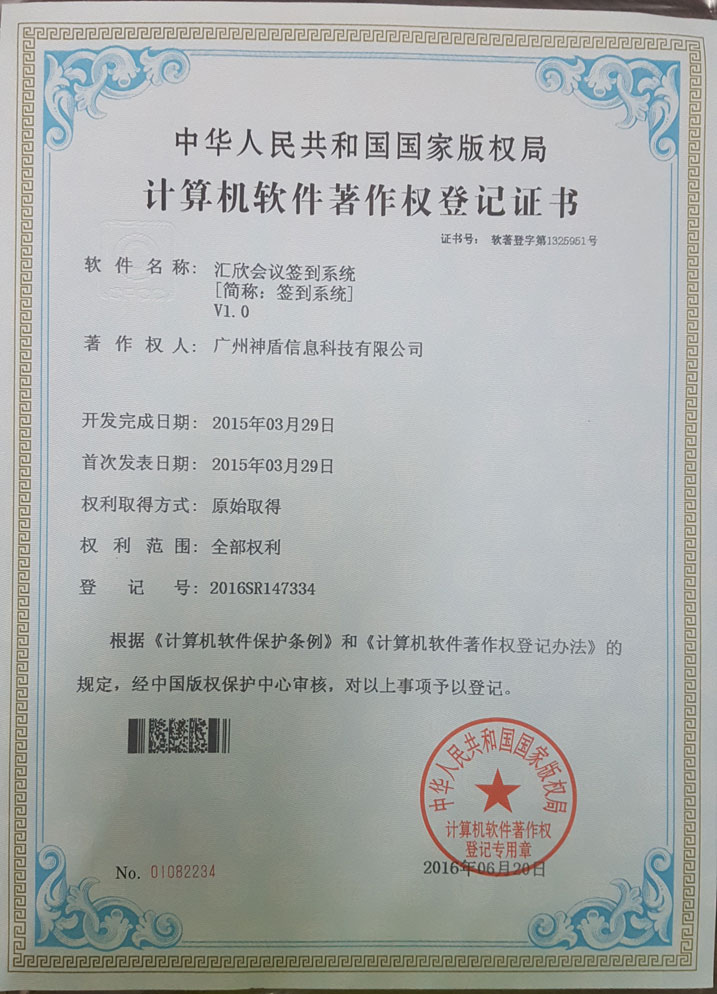 中华人民共和国国家版权局
计算机软件著作权登记证书
证书号： 软著登字第1325951号
软件名称： 汇欣会议签到系统
[简称：签到系统]
V1.0
著作权人： 广州神盾信息科技有限公司
开发完成日期： 2015年03月29日
首次发表日期： 2015年03月29日
权利取得方式： 原始取得
权利范围： 全部权利
登记号： 2016SR147334
根据《计算机软件保护条例》和《计算机软件著作权登记办法》的
规定，经中国版权保护中心审核，对以上事项予以登记。
中华人民共和国国家版权局
计算机软件著作权
登记专用章
No. 01082234
2016年06月20日